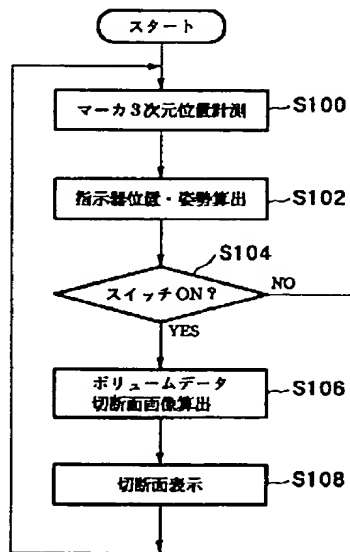 スタート
マーカ3次元位置計測
S100
指示器位置・姿勢算出
S102
S104
スイッチON?
NO
YES
ボリュームデータ
切断面画像算出
S106
切断面表示
S108